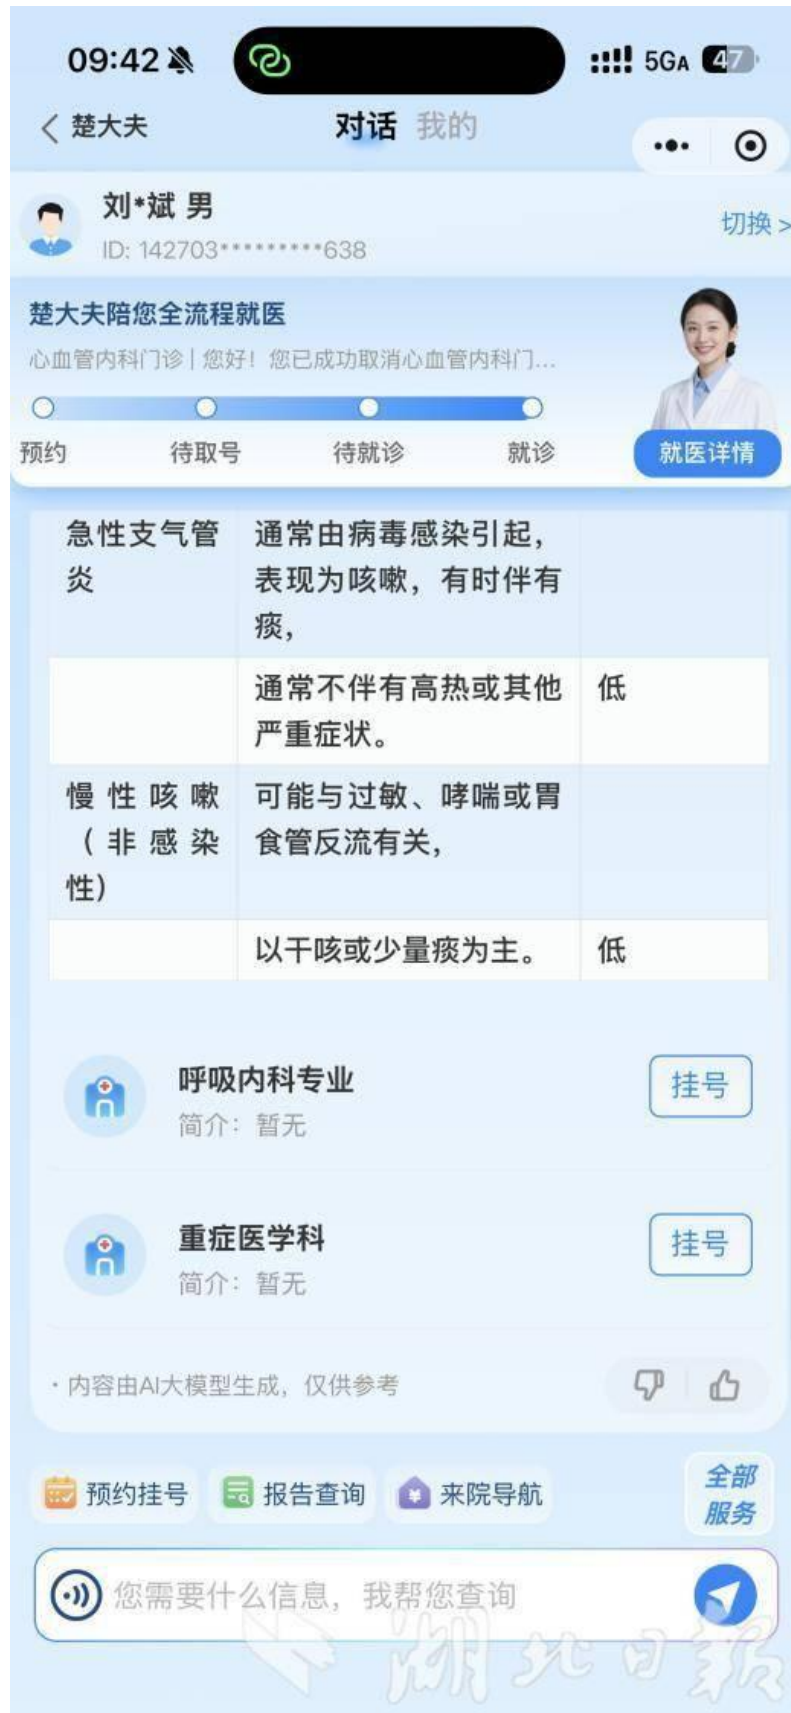 09:42
5GA 47
楚大夫 对话 我的
刘*斌 男
切换 >
ID: 142703*********638
楚大夫陪您全流程就医
心血管内科门诊 | 您好！您已成功取消心血管内科门...
预约 待取号 待就诊 就诊 就医详情
急性支气管 通常由病毒感染引起，
炎 表现为咳嗽，有时伴有
痰，
通常不伴有高热或其他 低
严重症状。
慢性咳嗽 可能与过敏、哮喘或胃
（非感染 食管反流有关，
性）
以干咳或少量痰为主。 低
呼吸内科专业 挂号
简介：暂无
重症医学科 挂号
简介：暂无
· 内容由AI大模型生成，仅供参考
预约挂号 报告查询 来院导航 全部
服务
您需要什么信息，我帮您查询
湖北日报